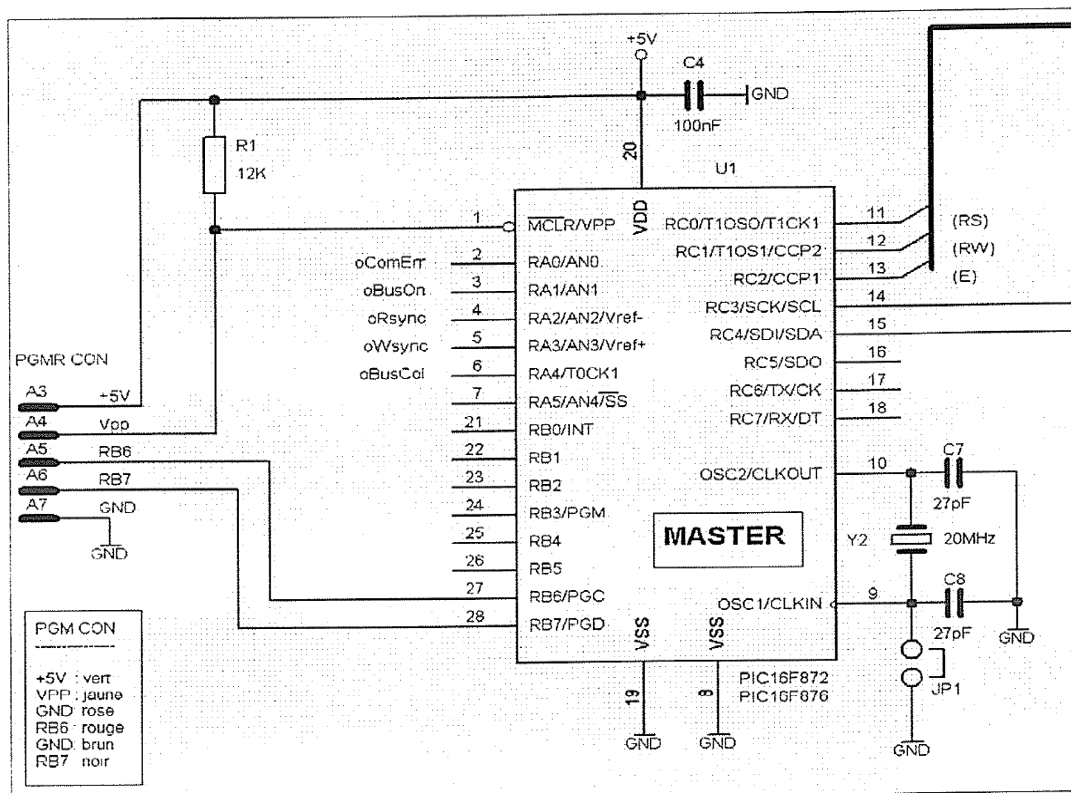 +5V
C4
GND
100nF
R1
12K
20
U1
1
MCLR/VPP
VDD
RC0/T1OSO/T1CK1
11
(RS)
oComErr
2
RA0/AN0
RC1/T1OS1/CCP2
12
(RW)
oBusOn
3
RA1/AN1
RC2/CCP1
13
(E)
oRsync
4
RA2/AN2/Vref-
RC3/SCK/SCL
14
oWsync
5
RA3/AN3/Vref+
RC4/SDI/SDA
15
oBusCol
6
RA4/T0CK1
RC5/SDO
16
7
RA5/AN4/SS
RC6/TX/CK
17
21
RB0/INT
RC7/RX/DT
18
22
RB1
23
RB2
24
RB3/PGM
25
RB4
26
RB5
27
RB6/PGC
28
RB7/PGD
PGMR CON
A3
+5V
A4
Vpp
A5
RB6
A6
RB7
A7
GND
GND
OSC2/CLKOUT
10
C7
27pF
MASTER
Y2
20MHz
OSC1/CLKIN
9
C8
27pF
GND
JP1
GND
VSS
VSS
19
8
GND
GND
PIC16F872
PIC16F876
PGM CON
------------
+5V : vert
VPP : jaune
GND: rose
RB6 : rouge
GND: brun
RB7 : noir